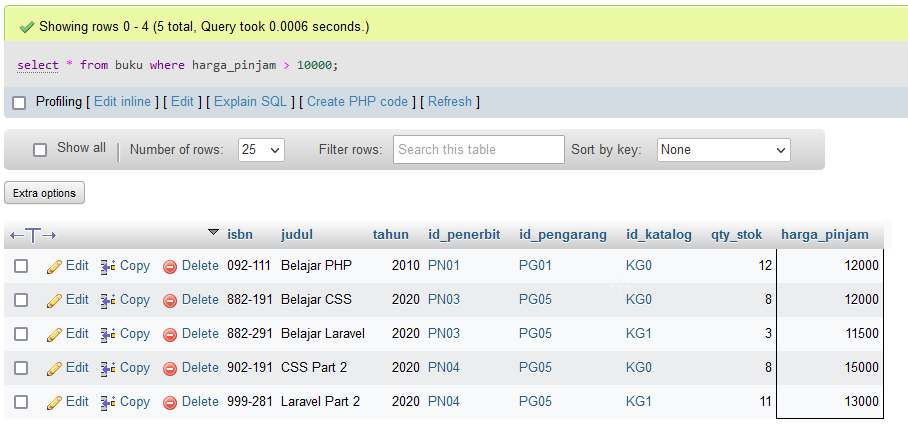 Showing rows 0 - 4 (5 total, Query took 0.0006 seconds.)
select * from buku where harga_pinjam > 10000;
Profiling [ Edit inline ] [ Edit ] [ Explain SQL ] [ Create PHP code ] [ Refresh ]
Show all Number of rows: 25 Filter rows: Search this table Sort by key: None
Extra options
isbn judul tahun id_penerbit id_pengarang id_katalog qty_stok harga_pinjam
Edit Copy Delete 092-111 Belajar PHP 2010 PN01 PG01 KG0 12 12000
Edit Copy Delete 882-191 Belajar CSS 2020 PN03 PG05 KG0 8 12000
Edit Copy Delete 882-291 Belajar Laravel 2020 PN03 PG05 KG1 3 11500
Edit Copy Delete 902-191 CSS Part 2 2020 PN04 PG05 KG0 8 15000
Edit Copy Delete 999-281 Laravel Part 2 2020 PN04 PG05 KG1 11 13000